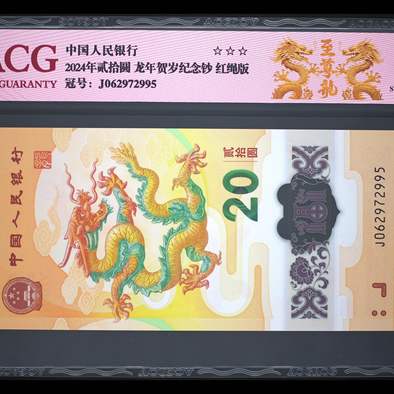 ACG
GUARANTY
中国人民银行
☆☆☆
2024年贰拾圆 龙年贺岁纪念钞 红绳版
冠号：J062972995
至尊龙
中国人民银行
贰拾圆
20
J062972995